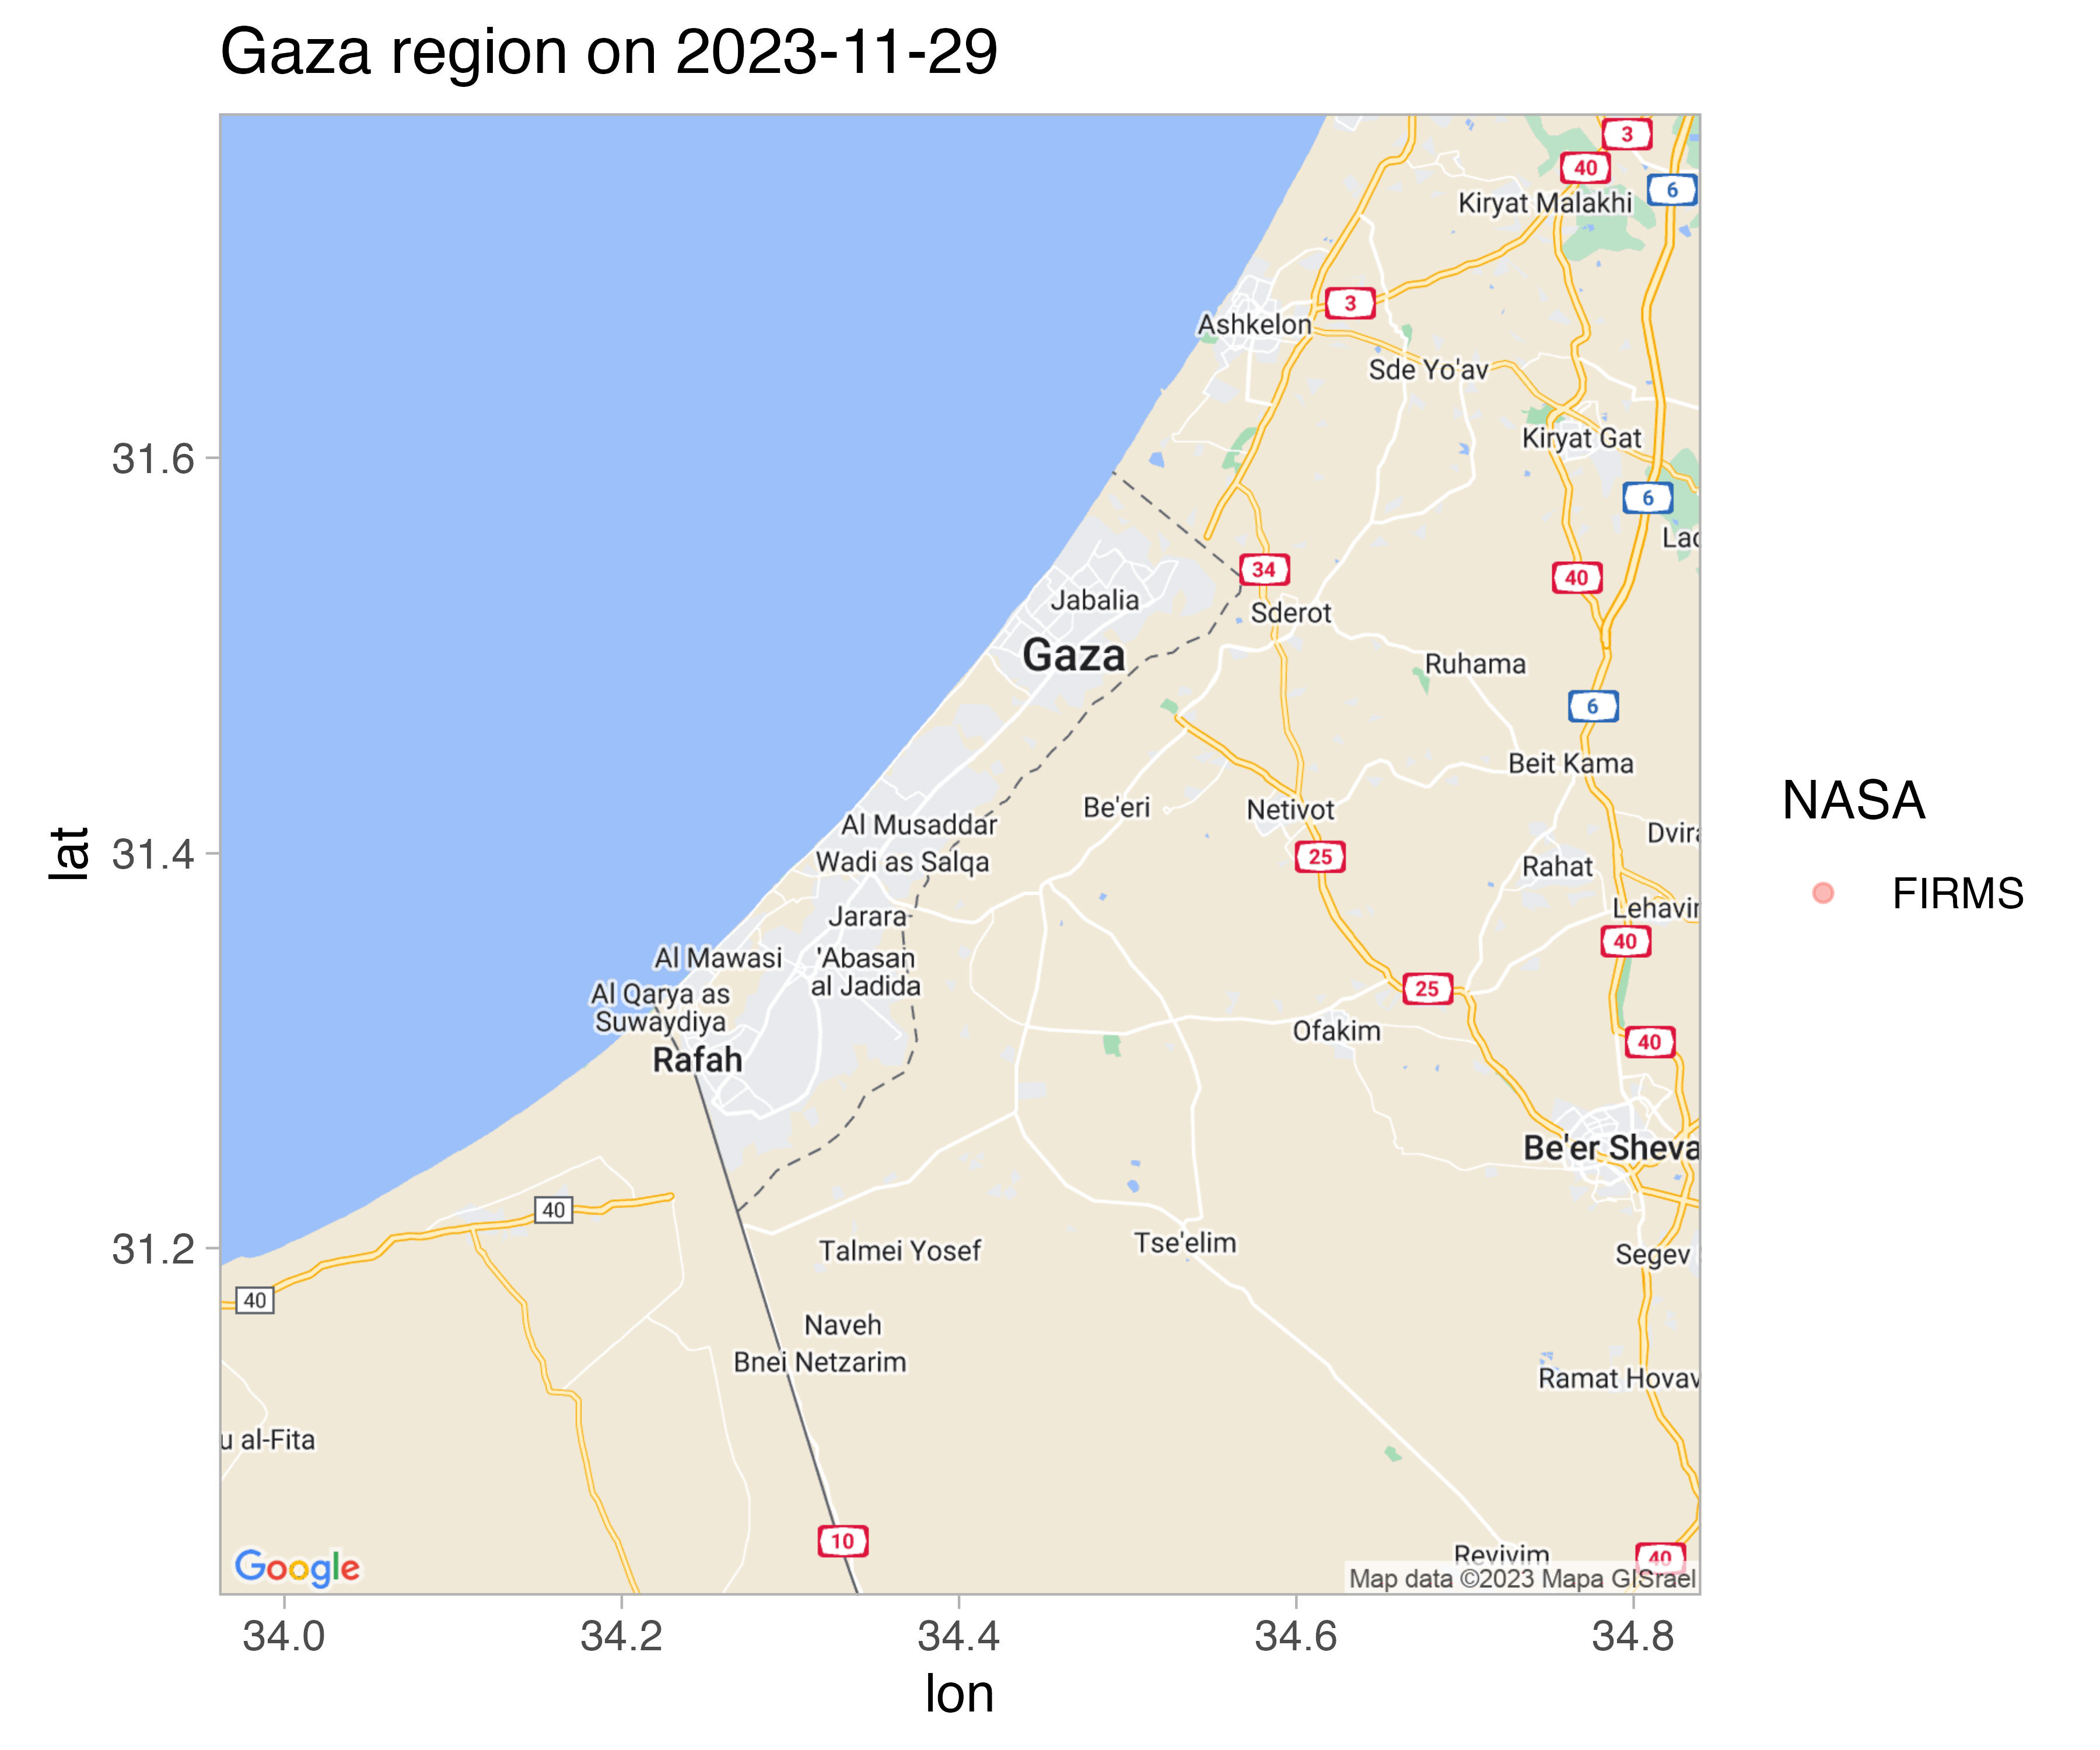 Gaza region on 2023-11-29
3
40
6
Kiryat Malakhi
3
Ashkelon
Sde Yo'av
31.6
Kiryat Gat
6
Lac
34
40
Jabalia
Sderot
Gaza
Ruhama
6
Beit Kama
NASA
Be'eri
Netivot
Al Musaddar
Dvira
lat
31.4
25
Wadi as Salqa
Rahat
FIRMS
Jarara
Lehavin
40
Al Mawasi
'Abasan
al Jadida
25
Al Qarya as
Suwaydiya
Ofakim
40
Rafah
Be'er Sheva
40
31.2
Talmei Yosef
Tse'elim
Segev
40
Naveh
Bnei Netzarim
Ramat Hovav
u al-Fita
10
Revivim
40
Google
Map data ©2023 Mapa GISrael
34.0
34.2
34.4
34.6
34.8
lon